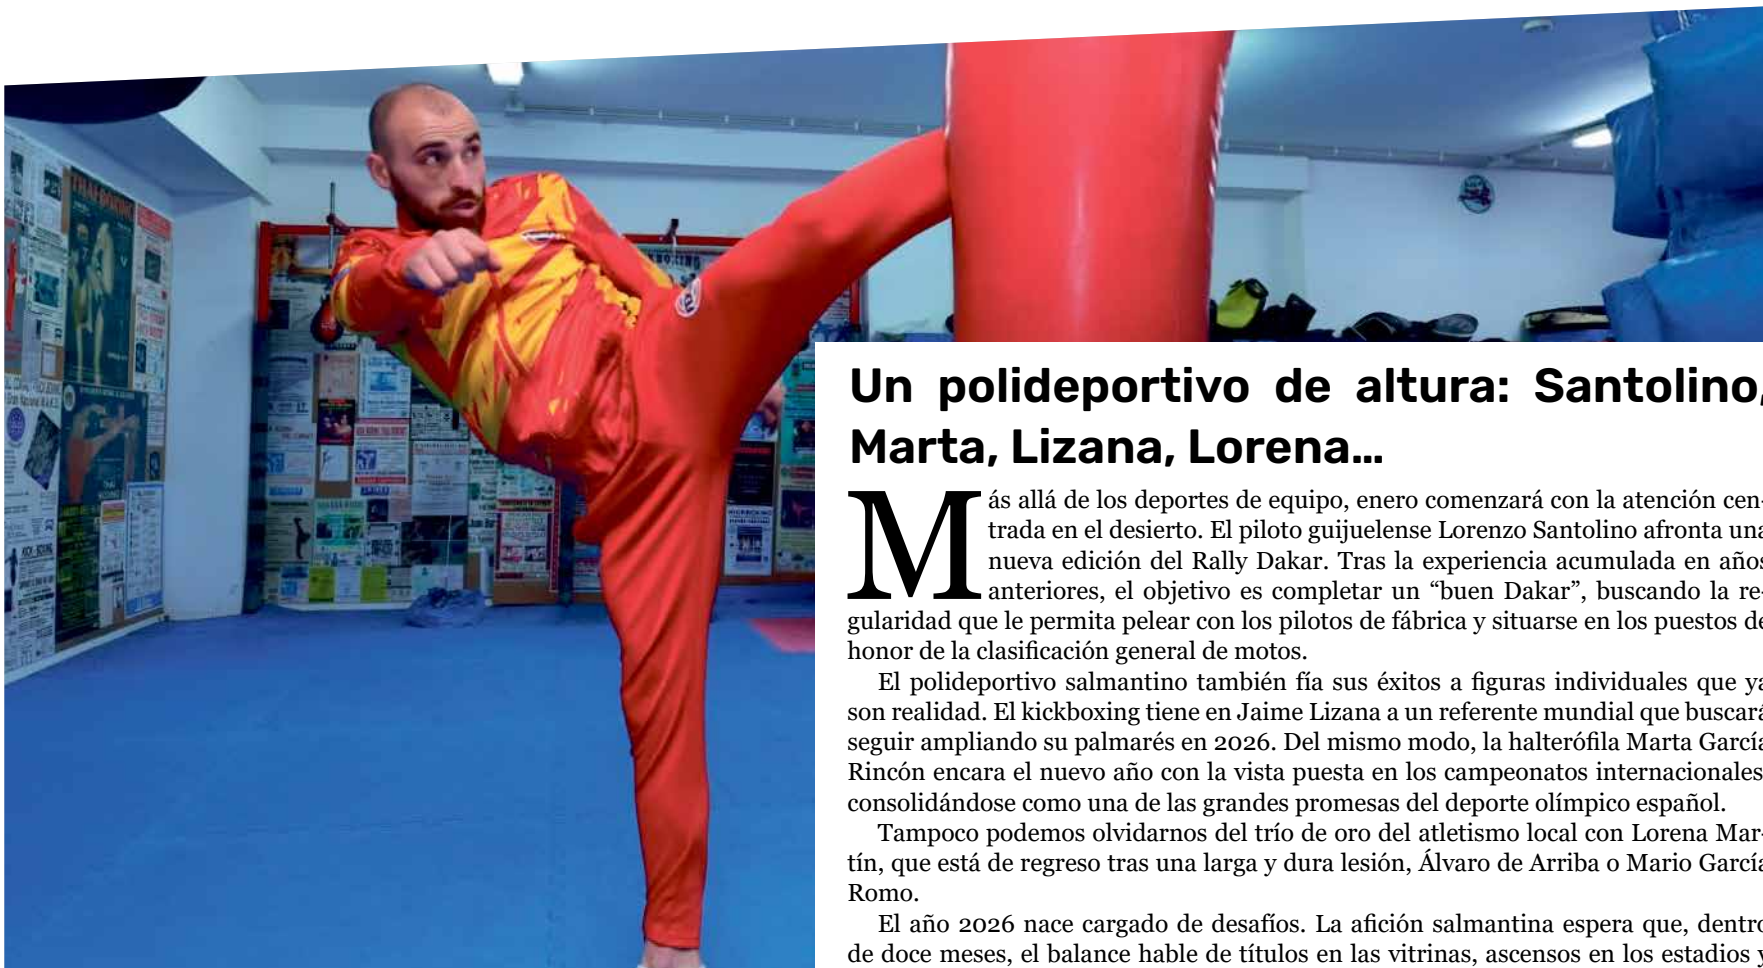 Un polideportivo de altura: Santolino,
Marta, Lizana, Lorena...
Más allá de los deportes de equipo, enero comenzará con la atención cen-
trada en el desierto. El piloto guijuelense Lorenzo Santolino afronta una
nueva edición del Rally Dakar. Tras la experiencia acumulada en años
anteriores, el objetivo es completar un “buen Dakar”, buscando la re-
gularidad que le permita pelear con los pilotos de fábrica y situarse en los puestos de
honor de la clasificación general de motos.
El polideportivo salmantino también fía sus éxitos a figuras individuales que ya
son realidad. El kickboxing tiene en Jaime Lizana a un referente mundial que buscará
seguir ampliando su palmarés en 2026. Del mismo modo, la halterófila Marta García
Rincón encara el nuevo año con la vista puesta en los campeonatos internacionales
consolidándose como una de las grandes promesas del deporte olímpico español.
Tampoco podemos olvidarnos del trío de oro del atletismo local con Lorena Mar-
tín, que está de regreso tras una larga y dura lesión, Álvaro de Arriba o Mario García
Romo.
El año 2026 nace cargado de desafíos. La afición salmantina espera que, dentro
de doce meses, el balance hable de títulos en las vitrinas, ascensos en los estadios y